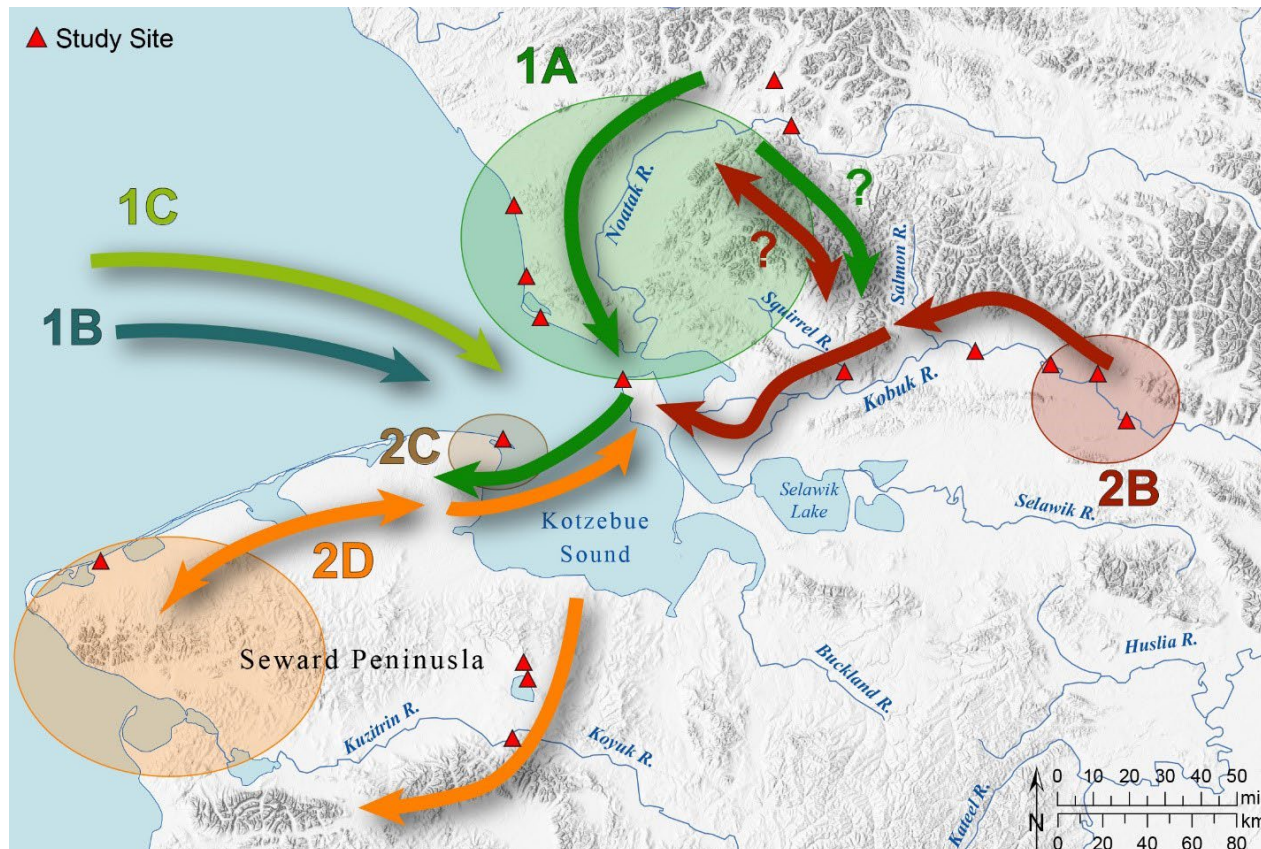 Study Site
1A
?
1C
Noatak R.
?
Salmon R.
1B
Squirrel R.
Kobuk R.
2C
2B
Selawik
Lake
Selawik R.
Kotzebue
Sound
2D
Huslia R.
Seward Peninusla
Buckland R.
Kuzitrin R.
Koyuk R.
Kateel R.
N
0 10 20 30 40 50
mi
km
0 20 40 60 80